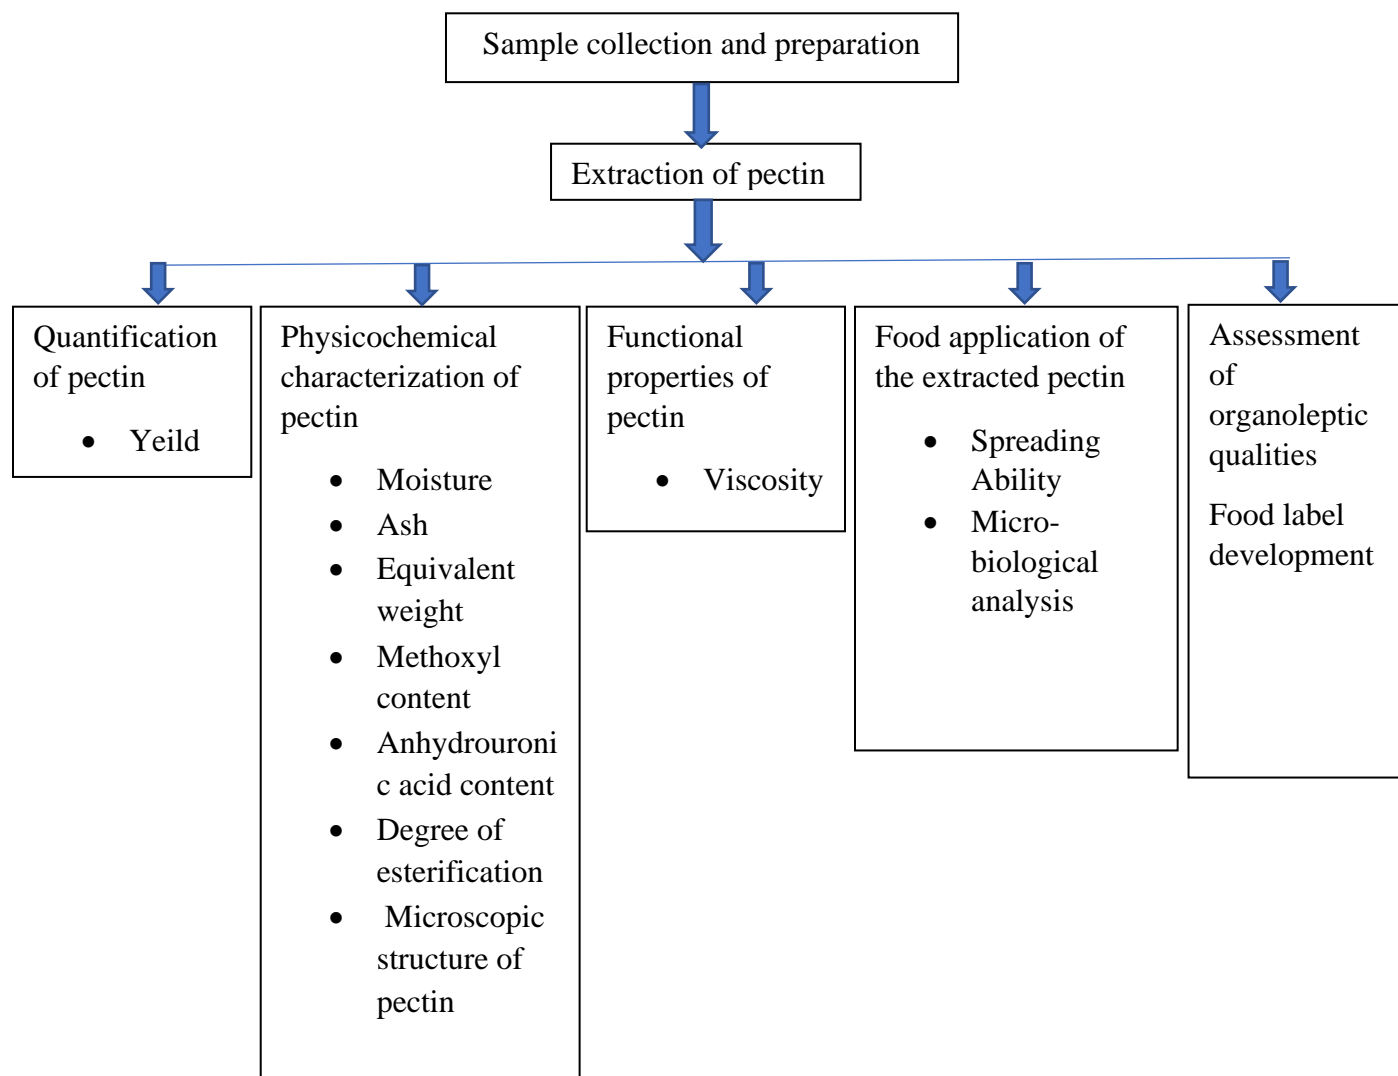 Sample collection and preparation
Extraction of pectin
Quantification
of pectin
• Yeild
Physicochemical
characterization of
pectin
• Moisture
• Ash
• Equivalent
weight
• Methoxyl
content
• Anhydrouroni
c acid content
• Degree of
esterification
• Microscopic
structure of
pectin
Functional
properties of
pectin
• Viscosity
Food application of
the extracted pectin
• Spreading
Ability
• Micro-
biological
analysis
Assessment
of
organoleptic
qualities
Food label
development